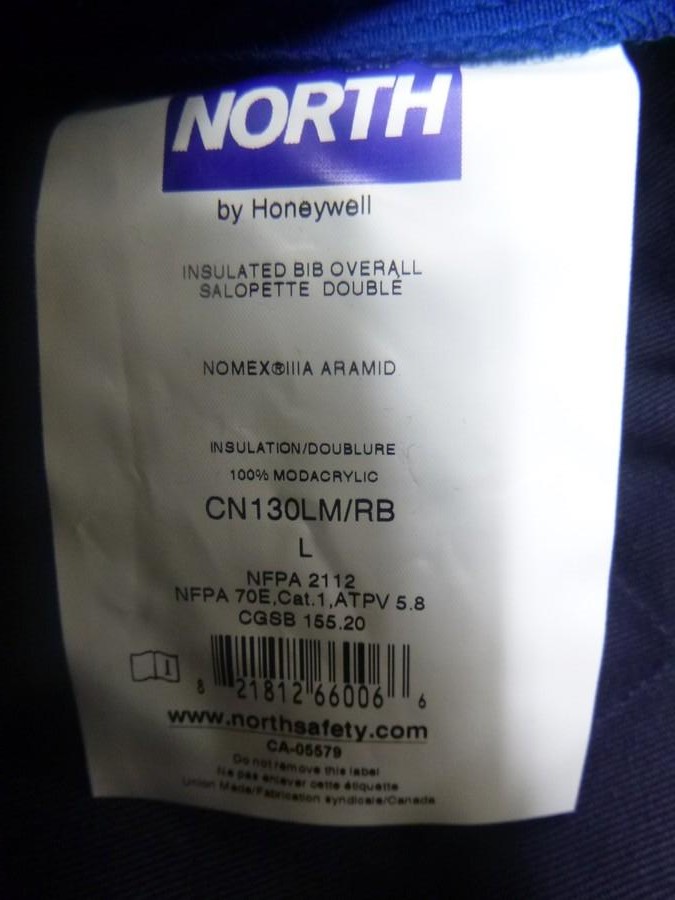 NORTH
by Honeywell
INSULATED BIB OVERALL
SALOPETTE DOUBLÉ
NOMEX®IIIA ARAMID
INSULATION/DOUBLURE
100% MODACRYLIC
CN130LM/RB
L
NFPA 2112
NFPA 70E,Cat.1,ATPV 5.8
CGSB 155.20
8 21812 66006 6
www.northsafety.com
CA-05579
Do not remove this label
Ne pas enlever cette étiquette
Union Made/Fabrication syndicale/Canada